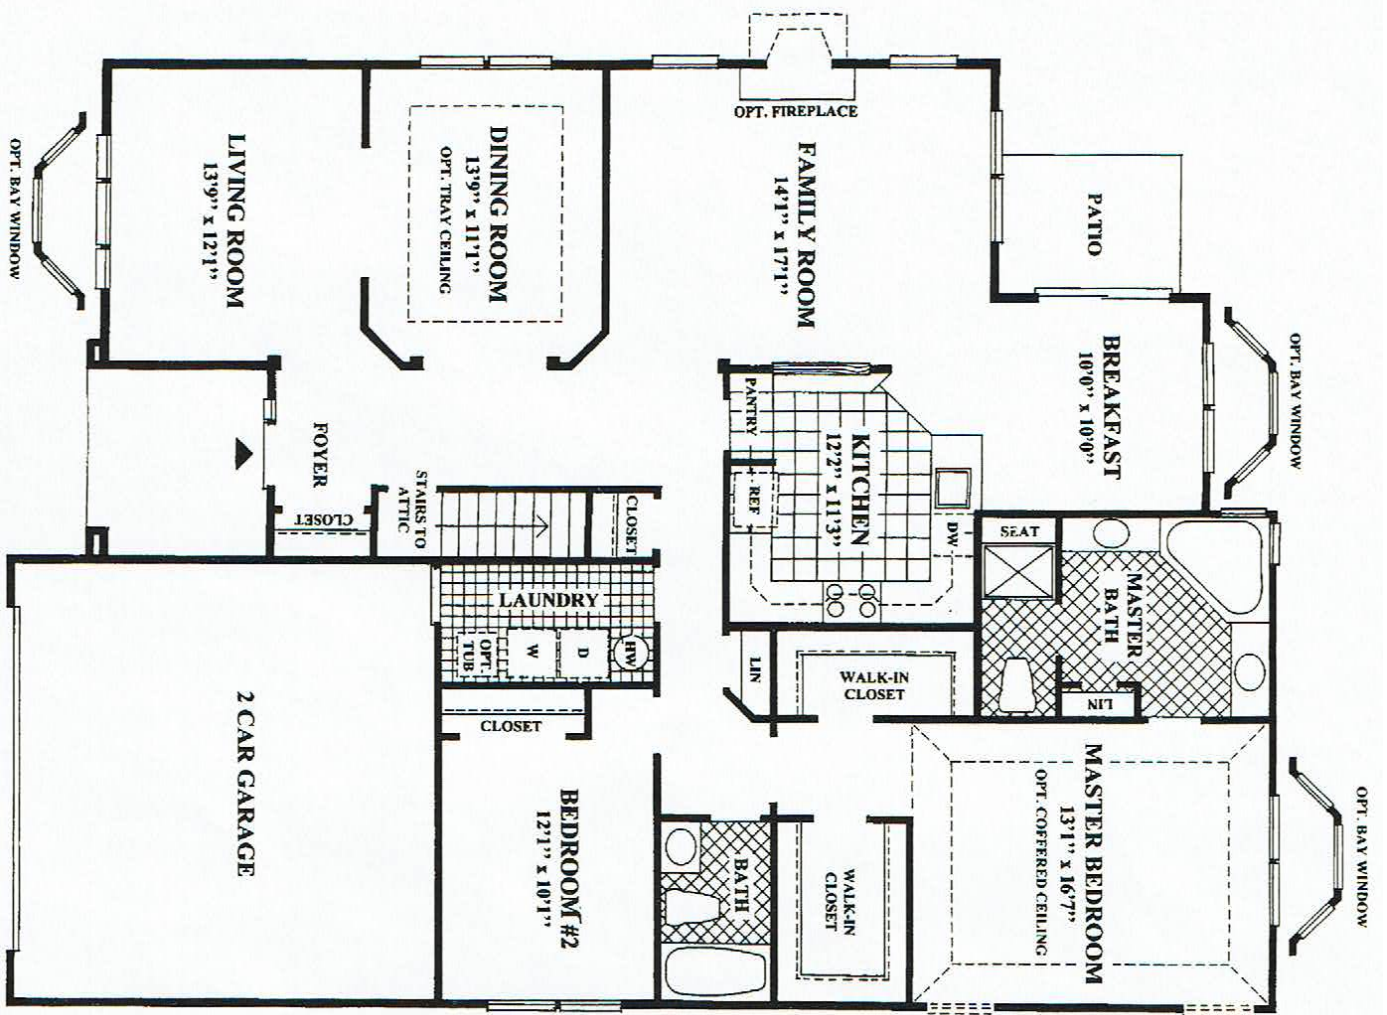 OPT. FIREPLACE
OPT. BAY WINDOW
LIVING ROOM
13'9" x 12'1"
DINING ROOM
13'9" x 11'1"
OPT. TRAY CEILING
FAMILY ROOM
14'1" x 17'1"
PATIO
BREAKFAST
10'0" x 10'0"
OPT. BAY WINDOW
PANTRY
KITCHEN
12'2" x 11'3"
REF
DW
FOYER
CLOSET
STAIRS TO
ATTIC
CLOSET
SEAT
MASTER
BATH
LIN
LAUNDRY
OPT.
TUB
W
D
HW
LIN
WALK-IN
CLOSET
CLOSET
2 CAR GARAGE
BEDROOM #2
12'1" x 10'1"
BATH
WALK-IN
CLOSET
MASTER BEDROOM
13'1" x 16'7"
OPT. COFFERED CEILING
OPT. BAY WINDOW